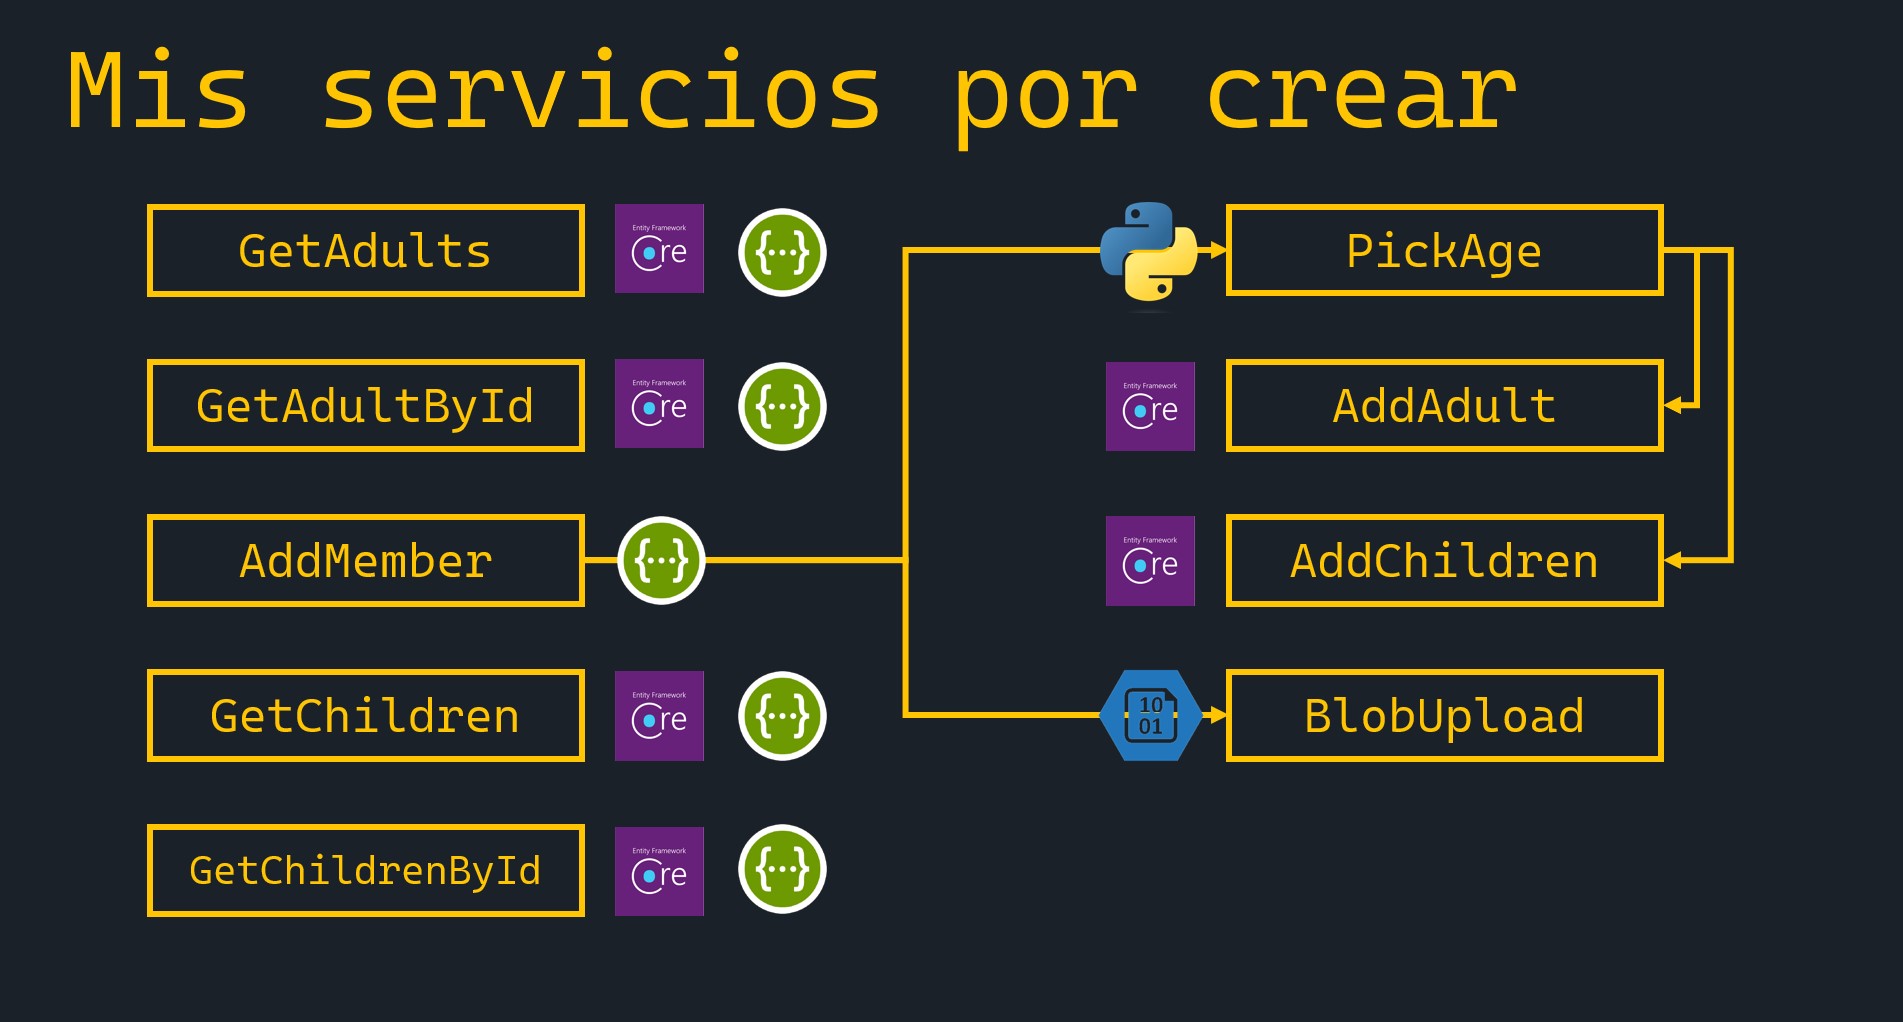 Mis servicios por crear
GetAdults
Entity Framework
Core
{...}
PickAge
GetAdultById
Entity Framework
Core
{...}
Entity Framework
Core
AddAdult
AddMember
{...}
Entity Framework
Core
AddChildren
GetChildren
Entity Framework
Core
{...}
10
01
BlobUpload
GetChildrenById
Entity Framework
Core
{...}